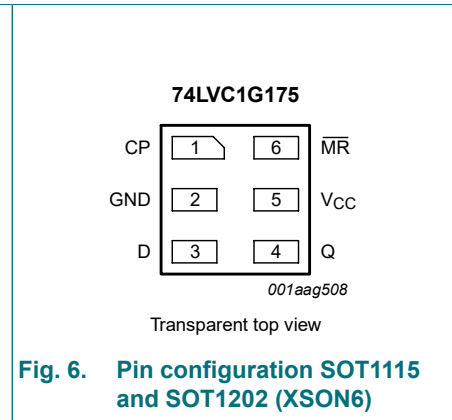 74LVC1G175
CP 1 6 M̅R̅
GND 2 5 VCC
D 3 4 Q
001aag508
Transparent top view
Fig. 6. Pin configuration SOT1115
and SOT1202 (XSON6)